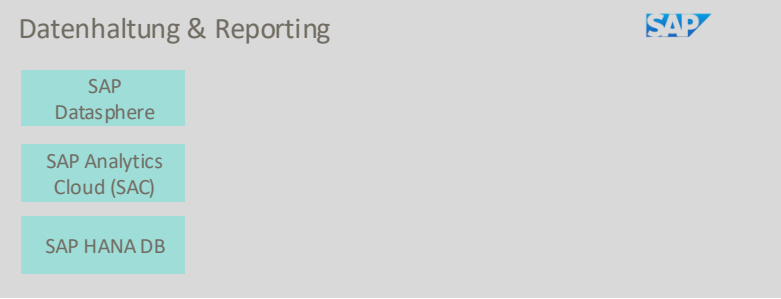 Datenhaltung & Reporting
SAP
SAP
Datasphere
SAP Analytics
Cloud (SAC)
SAP HANA DB